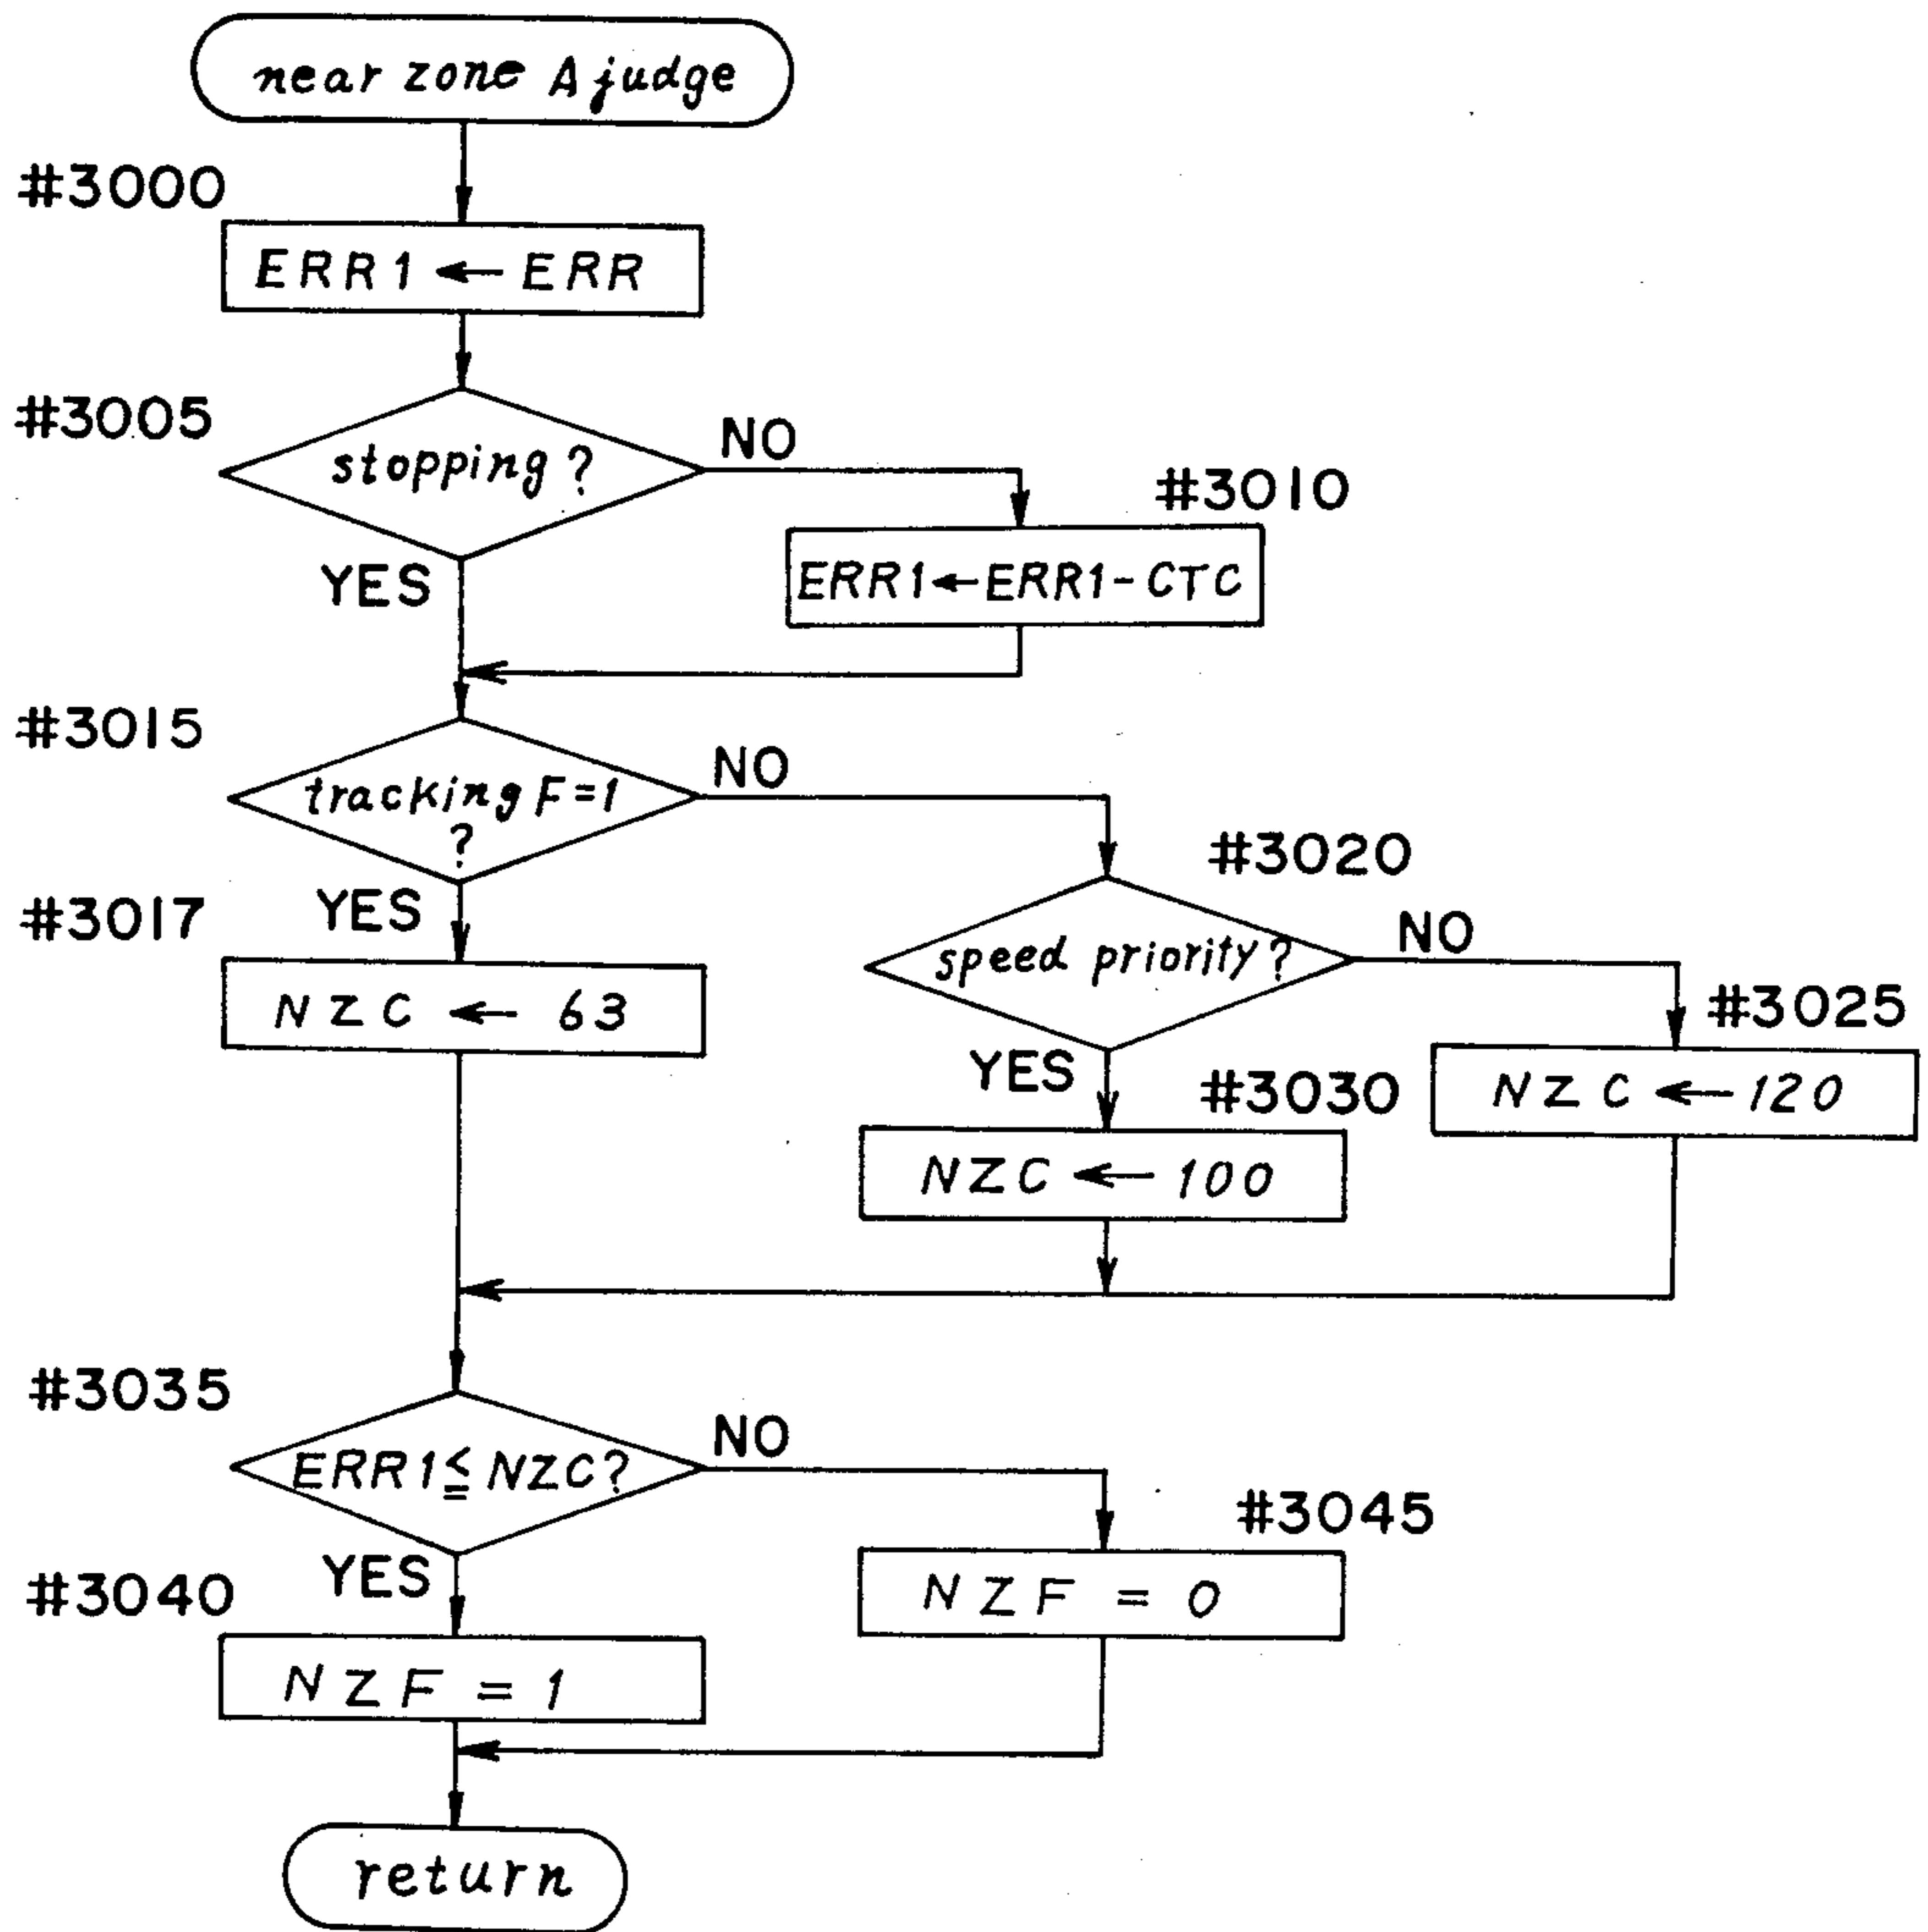 near zone A judge
#3000
ERR1 ← ERR
#3005
stopping ?
NO
#3010
YES
ERR1←ERR1-CTC
#3015
tracking F=1
?
NO
#3020
#3017
YES
speed priority?
NO
NZC ← 63
#3025
YES
#3030
NZC ← 120
NZC ← 100
#3035
ERR1≦NZC?
NO
#3045
YES
#3040
NZF = 0
NZF = 1
return